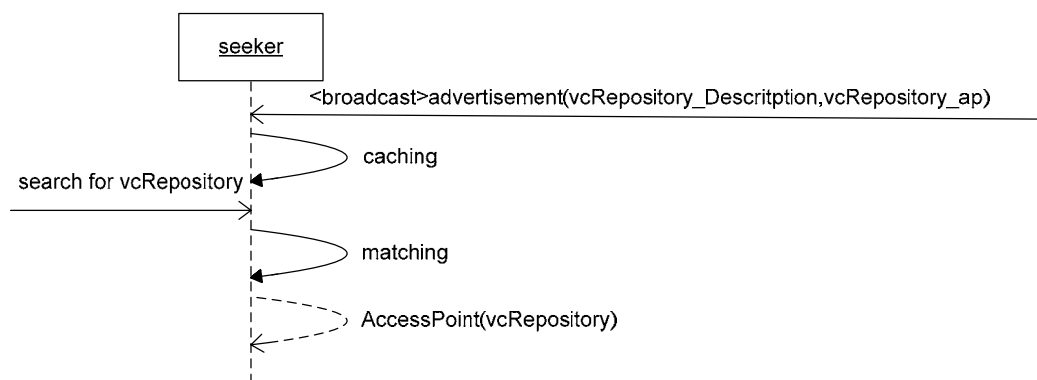 seeker
<broadcast>advertisement(vcRepository_Descritption,vcRepository_ap)
caching
search for vcRepository
matching
AccessPoint(vcRepository)